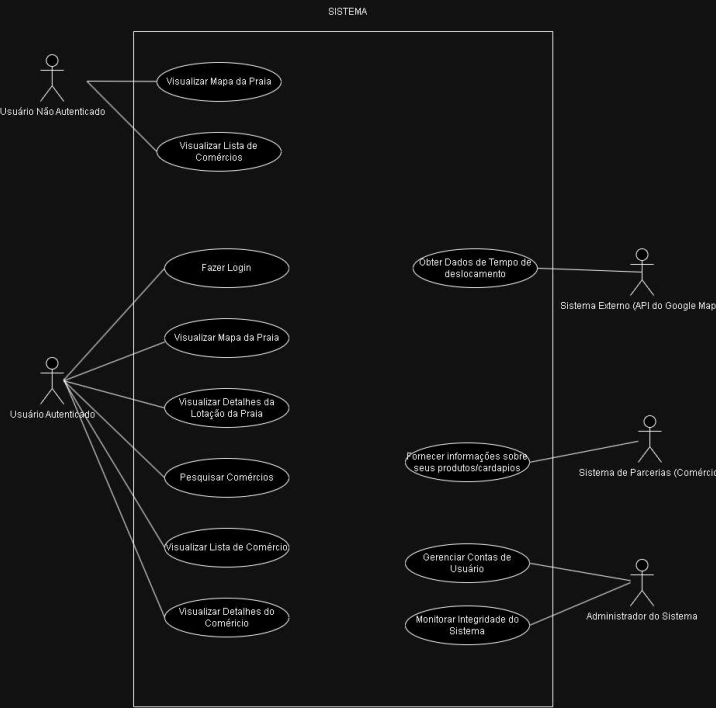 SISTEMA
Visualizar Mapa da Praia
Usuário Não Autenticado
Visualizar Lista de
Comércios
Fazer Login
Obter Dados de Tempo de
deslocamento
Sistema Externo (API do Google Map
Visualizar Mapa da Praia
Usuário Autenticado
Visualizar Detalhes da
Lotação da Praia
Pesquisar Comércios
Fornecer informações sobre
seus produtos/cardapios
Sistema de Parcerias (Comércio
Visualizar Lista de Comércio
Gerenciar Contas de
Usuário
Visualizar Detalhes do
Coméricio
Monitorar Integridade do
Sistema
Administrador do Sistema